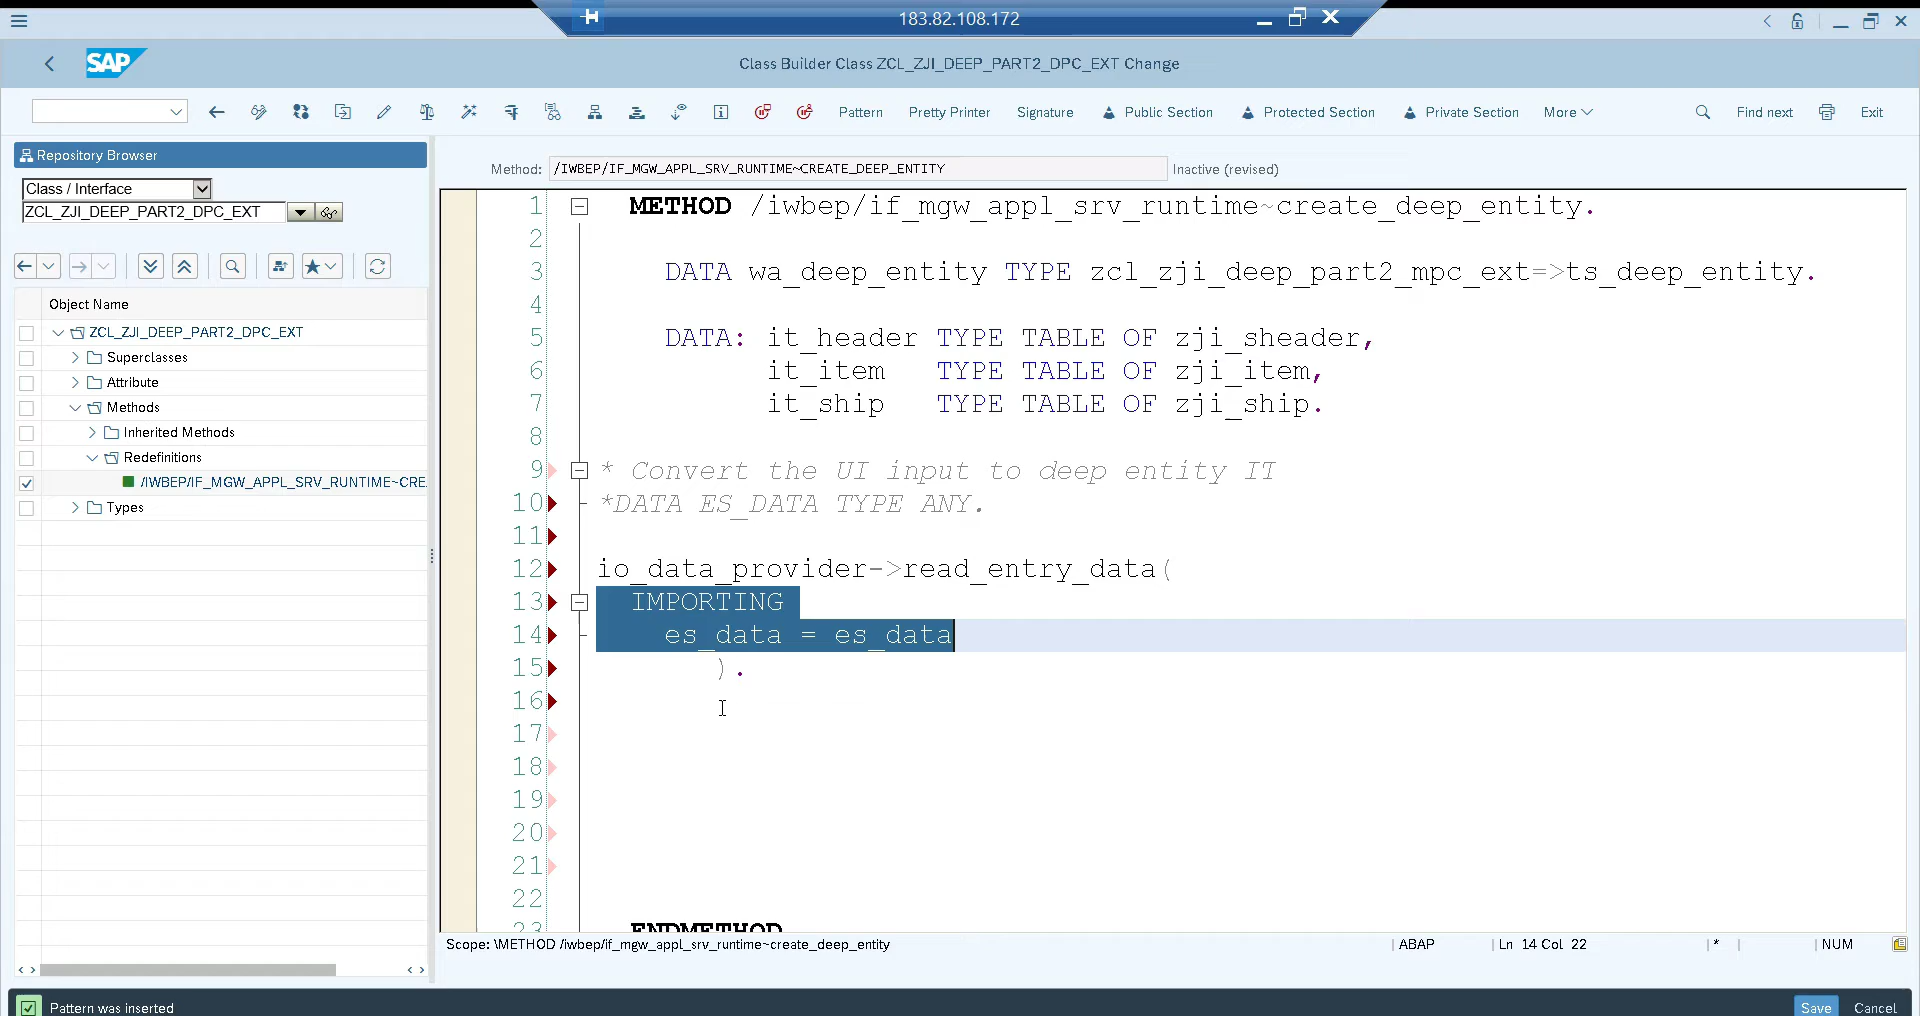 183.82.108.172
SAP
Class Builder Class ZCL_ZJI_DEEP_PART2_DPC_EXT Change
Pattern
Pretty Printer
Signature
Public Section
Protected Section
Private Section
More
Find next
Exit
Repository Browser
Class / Interface
ZCL_ZJI_DEEP_PART2_DPC_EXT
Object Name
ZCL_ZJI_DEEP_PART2_DPC_EXT
Superclasses
Attribute
Methods
Inherited Methods
Redefinitions
/IWBEP/IF_MGW_APPL_SRV_RUNTIME~CRE.
Types
Method: /IWBEP/IF_MGW_APPL_SRV_RUNTIME~CREATE_DEEP_ENTITY Inactive (revised)
1 METHOD /iwbep/if_mgw_appl_srv_runtime~create_deep_entity.
2
3 DATA wa_deep_entity TYPE zcl_zji_deep_part2_mpc_ext=>ts_deep_entity.
4
5 DATA: it_header TYPE TABLE OF zji_sheader,
6 it_item TYPE TABLE OF zji_item,
7 it_ship TYPE TABLE OF zji_ship.
8
9 * Convert the UI input to deep entity IT
10 *DATA ES_DATA TYPE ANY.
11
12 io_data_provider->read_entry_data(
13 IMPORTING
14 es_data = es_data
15 ).
16
17
18
19
20
21
22
23 ENDMETHOD
Scope: \METHOD /iwbep/if_mgw_appl_srv_runtime~create_deep_entity
ABAP
Ln 14 Col 22
*
NUM
Pattern was inserted
Save
Cancel